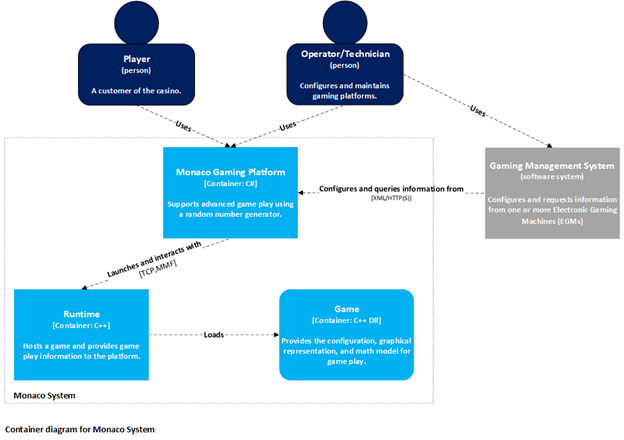 Player
(person)
A customer of the casino.
Operator/Technician
(person)
Configures and maintains
gaming platforms.
Uses
Uses
Uses
Monaco Gaming Platform
[Container: C#]
Supports advanced game play using
a random number generator.
Configures and queries information from
[XML/HTTP(S)]
Gaming Management System
(software system)
Configures and requests information
from one or more Electronic Gaming
Machines (EGMs)
Launches and interacts with
[TCP,MMF]
Runtime
[Container: C++]
Hosts a game and provides game
play information to the platform.
Loads
Game
[Container: C++ Dll]
Provides the configuration, graphical
representation, and math model for
game play.
Monaco System
Container diagram for Monaco System